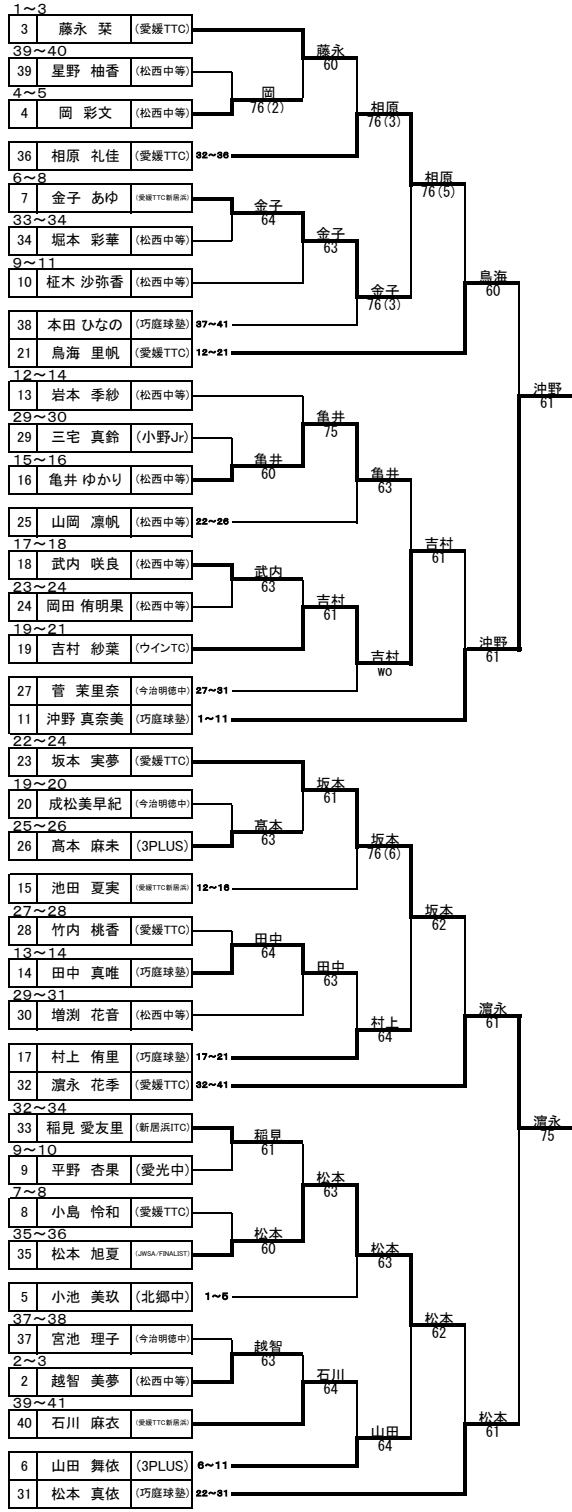 1～3
3 藤永 栞 (愛媛TTC)
藤永
60
39～40
39 星野 柚香 (松西中等)
岡
76(2)
4～5
4 岡 彩文 (松西中等)
相原
76(3)
36 相原 礼佳 (愛媛TTC) 32~36
相原
76(5)
6～8
7 金子 あゆ (愛媛TTC新居浜)
金子
64
33～34
34 堀本 彩華 (松西中等)
金子
63
9～11
10 柾木 沙弥香 (松西中等)
金子
76(3)
鳥海
60
38 本田 ひなの (巧庭球塾) 37~41
21 鳥海 里帆 (愛媛TTC) 12~21
沖野
61
12～14
13 岩本 季紗 (松西中等)
亀井
75
29～30
29 三宅 真鈴 (小野Jr)
亀井
60
15～16
16 亀井 ゆかり (松西中等)
亀井
63
25 山岡 凛帆 (松西中等) 22~26
吉村
61
17～18
18 武内 咲良 (松西中等)
武内
63
23～24
24 岡田 侑明果 (松西中等)
吉村
61
19～21
19 吉村 紗葉 (ウインTC)
吉村
wo
沖野
61
27 菅 茉里奈 (今治明徳中) 27~31
11 沖野 真奈美 (巧庭球塾) 1~11
22～24
23 坂本 実夢 (愛媛TTC)
坂本
61
19～20
20 成松美早紀 (今治明徳中)
髙本
63
25～26
26 髙本 麻未 (3PLUS)
坂本
76(6)
15 池田 夏実 (愛媛TTC新居浜) 12~16
坂本
62
27～28
28 竹内 桃香 (愛媛TTC)
田中
64
13～14
14 田中 真唯 (巧庭球塾)
田中
63
29～31
30 増渕 花音 (松西中等)
村上
64
濵永
61
17 村上 侑里 (巧庭球塾) 17~21
32 濵永 花季 (愛媛TTC) 32~41
濵永
75
32～34
33 稲見 愛友里 (新居浜ITC)
稲見
61
9～10
9 平野 杏果 (愛光中)
松本
63
7～8
8 小島 怜和 (愛媛TTC)
松本
60
35～36
35 松本 旭夏 (JWSA/FINALIST)
松本
63
5 小池 美玖 (北郷中) 1~5
松本
62
37～38
37 宮池 理子 (今治明徳中)
越智
63
2～3
2 越智 美夢 (松西中等)
石川
64
39～41
40 石川 麻衣 (愛媛TTC新居浜)
山田
64
松本
61
6 山田 舞依 (3PLUS) 6~11
31 松本 真依 (巧庭球塾) 22~31